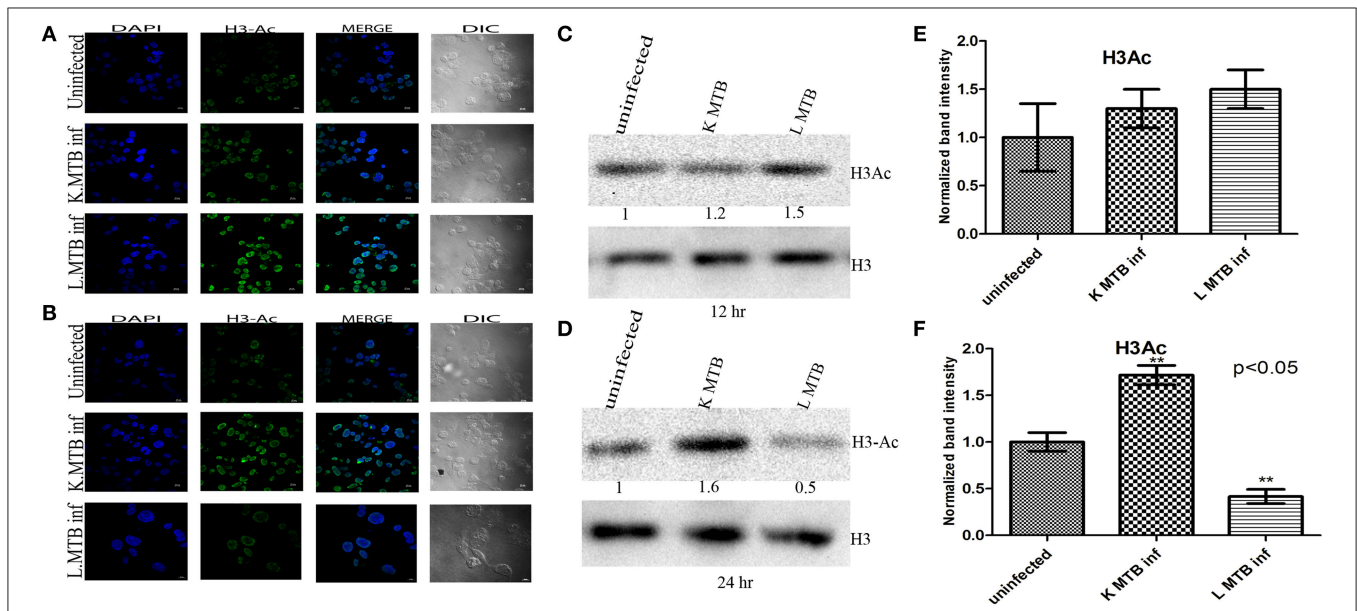 A
DAPI H3-Ac MERGE DIC
Uninfected
K.MTB inf
L.MTB inf
B
DAPI H3-Ac MERGE DIC
Uninfected
K.MTB inf
L.MTB inf
C
uninfected K MTB L MTB
H3Ac
1 1.2 1.5
H3
12 hr
D
uninfected K MTB L MTB
H3-Ac
1 1.6 0.5
H3
24 hr
E
H3Ac
Normalized band intensity
2.0
1.5
1.0
0.5
0.0
uninfected K MTB inf L MTB inf
F
H3Ac
** p<0.05
Normalized band intensity
2.0
1.5
1.0
0.5
0.0
**
uninfected K MTB inf L MTB inf